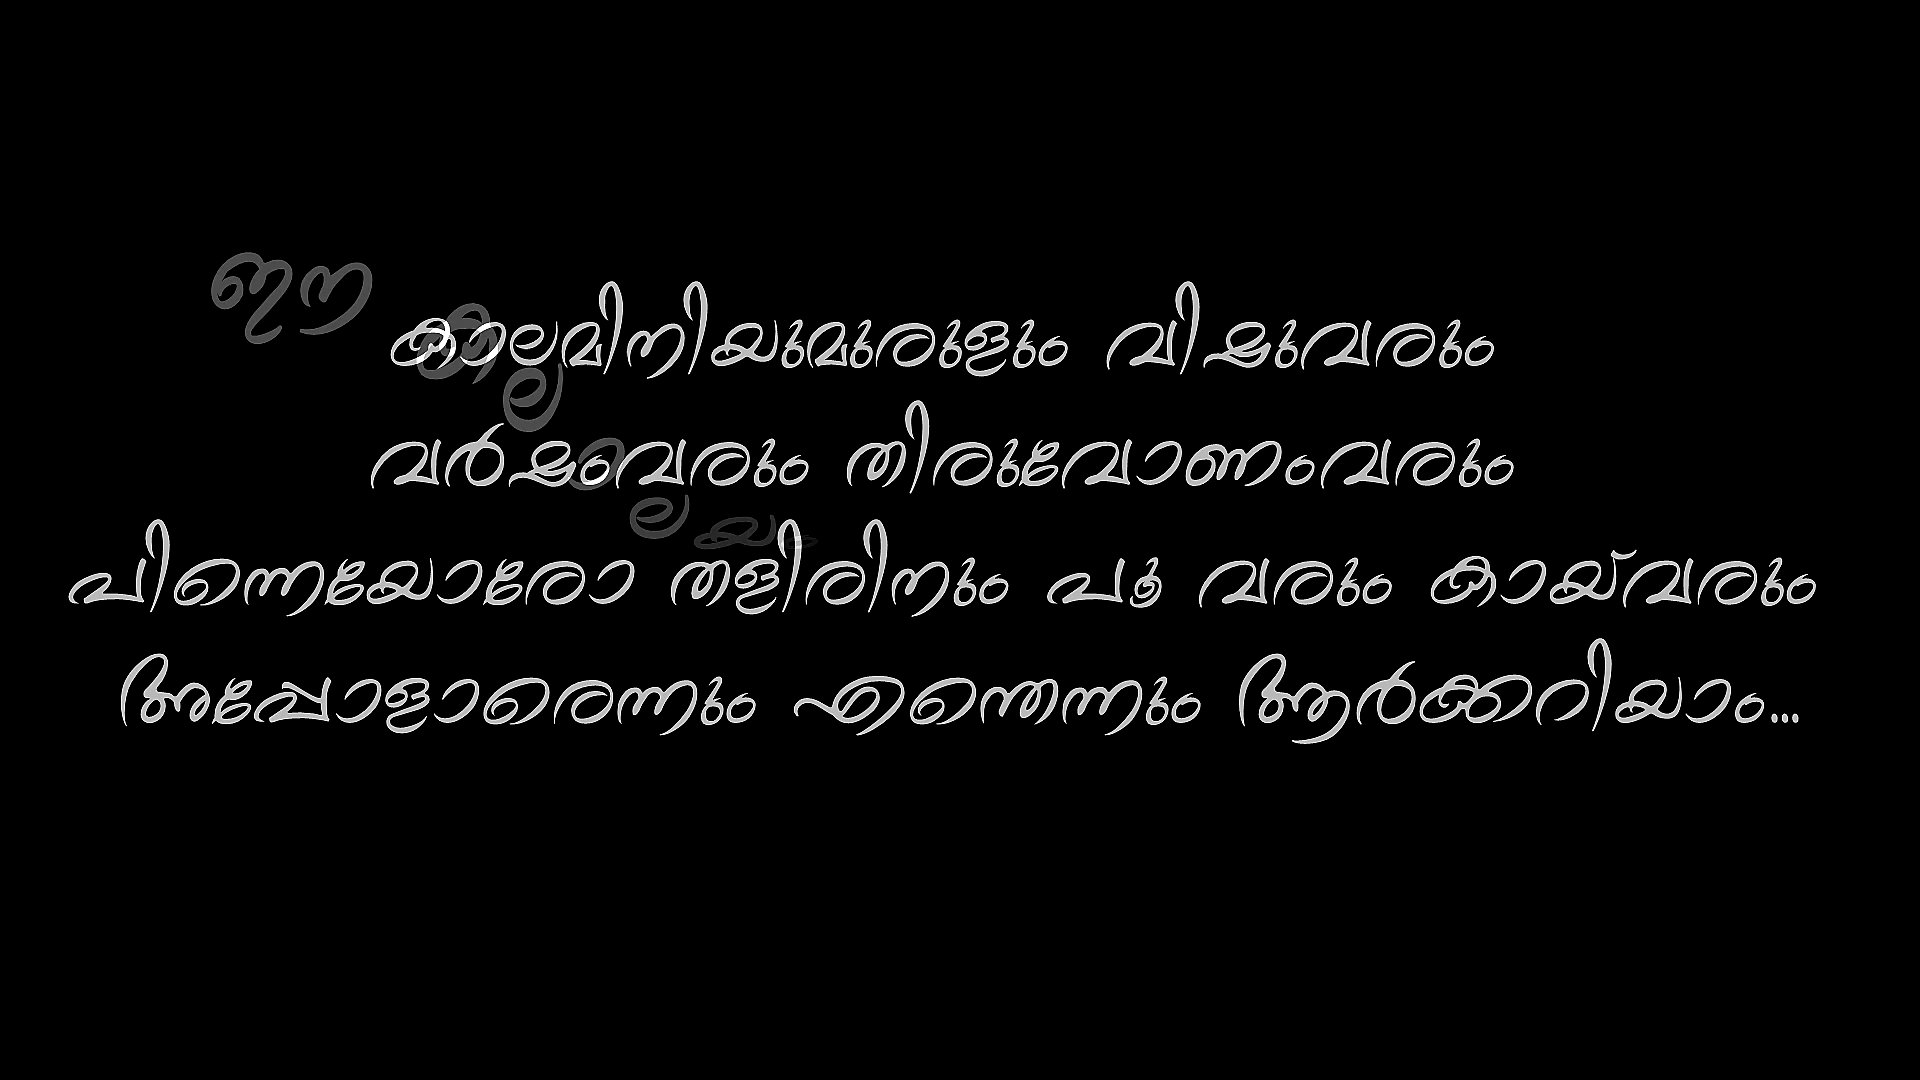 ഈ
കാലമിനിയുമുരുളും വിഷുവരും
വർഷംവരും തിരുവോണംവരും
പിന്നെയോരോ തളിരിനും പൂ വരും കായ്‌വരും
അപ്പോളാരെന്നും എന്തെന്നും ആർക്കറിയാം...